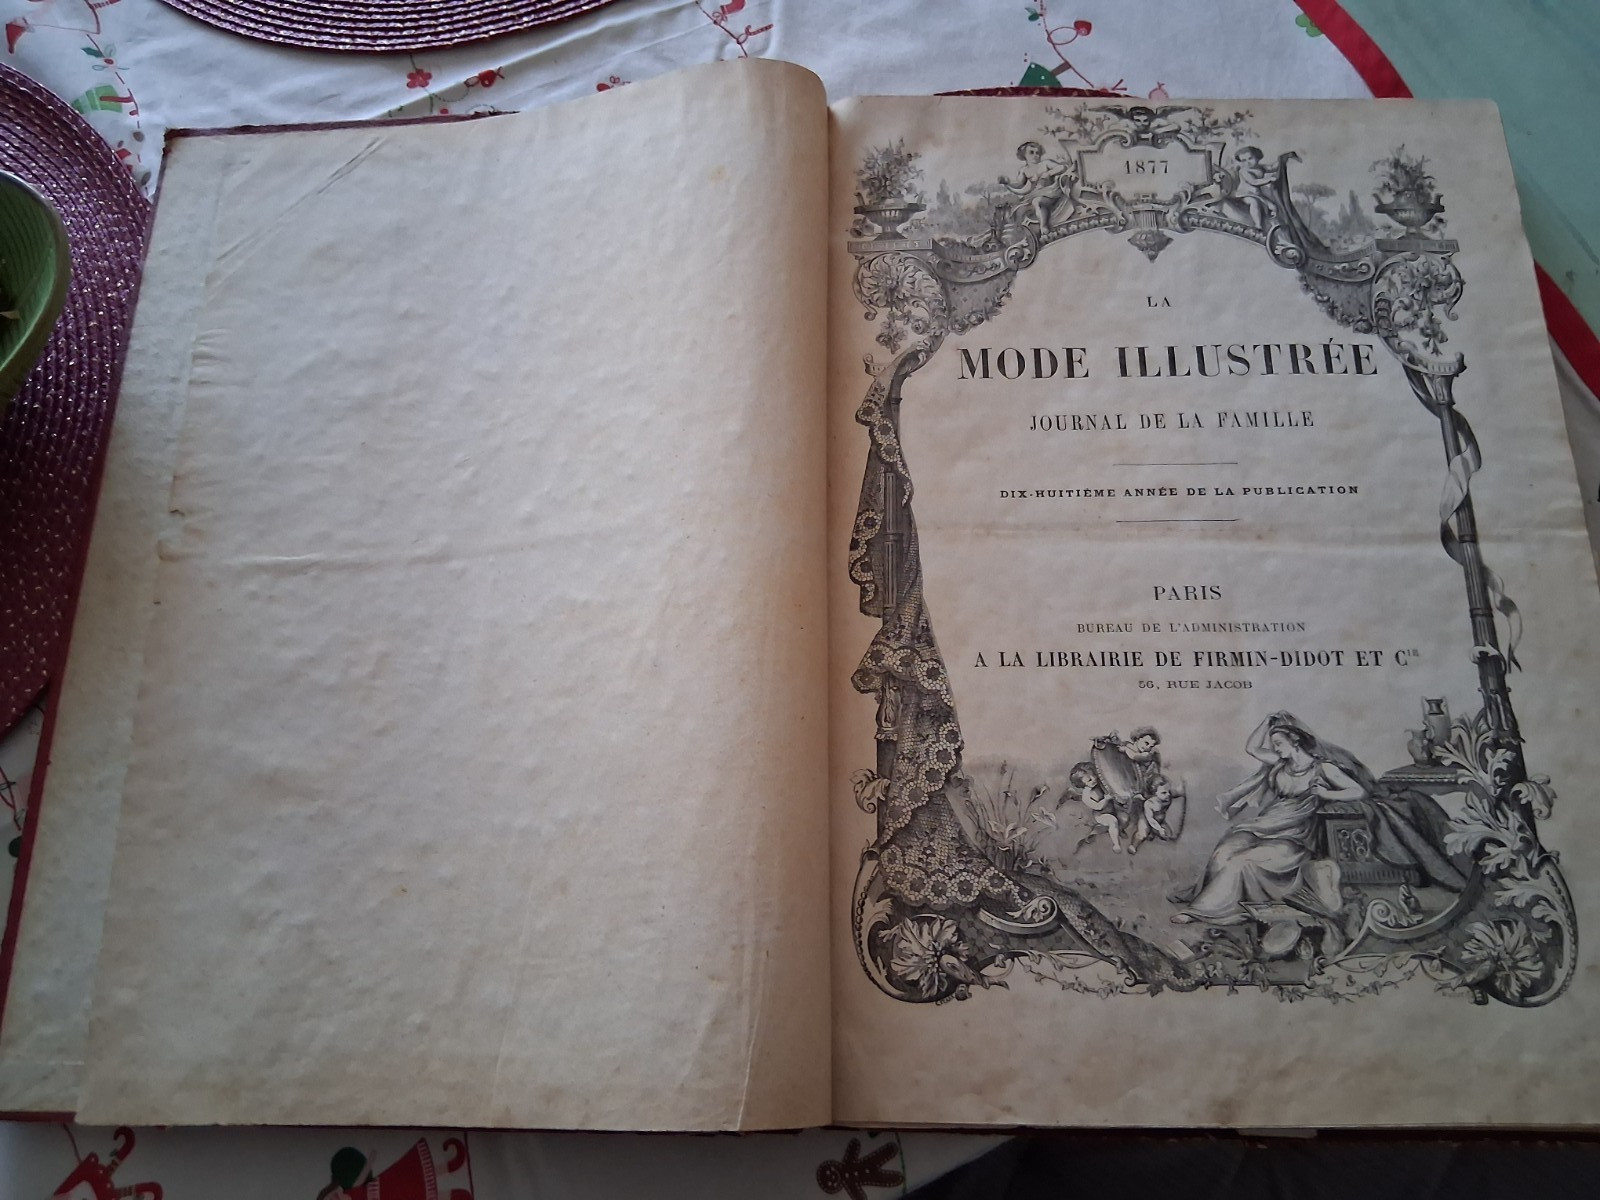 1877
LA
MODE ILLUSTRÉE
JOURNAL DE LA FAMILLE
DIX-HUITIÈME ANNÉE DE LA PUBLICATION
PARIS
BUREAU DE L'ADMINISTRATION
A LA LIBRAIRIE DE FIRMIN-DIDOT ET Cie
56, RUE JACOB